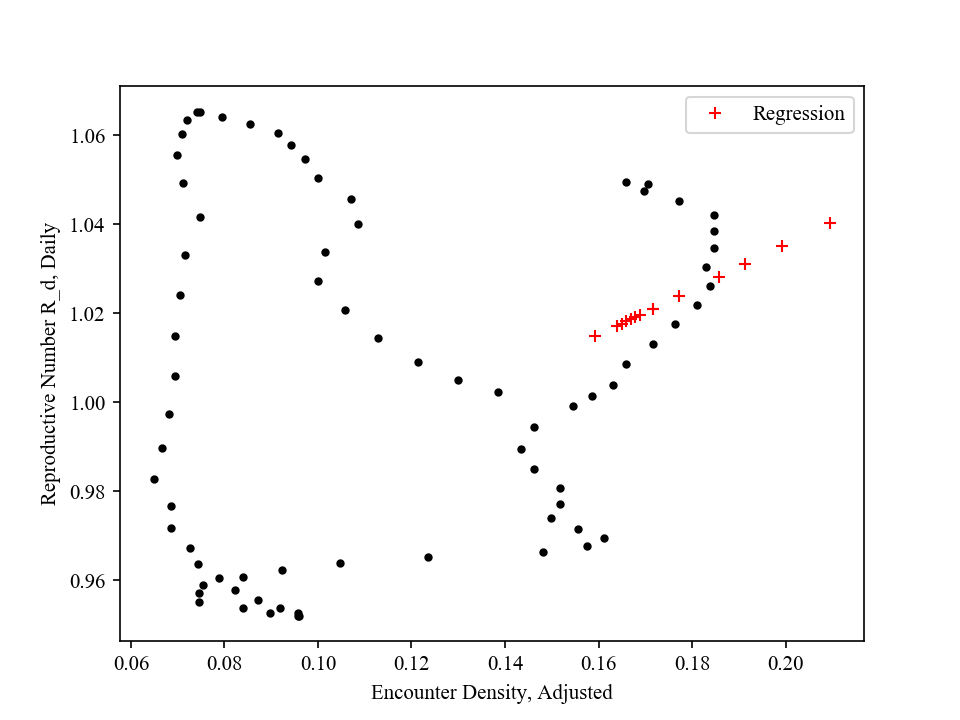 Regression
1.06
1.04
1.02
1.00
0.98
0.96
Reproductive Number R_d, Daily
0.06 0.08 0.10 0.12 0.14 0.16 0.18 0.20
Encounter Density, Adjusted